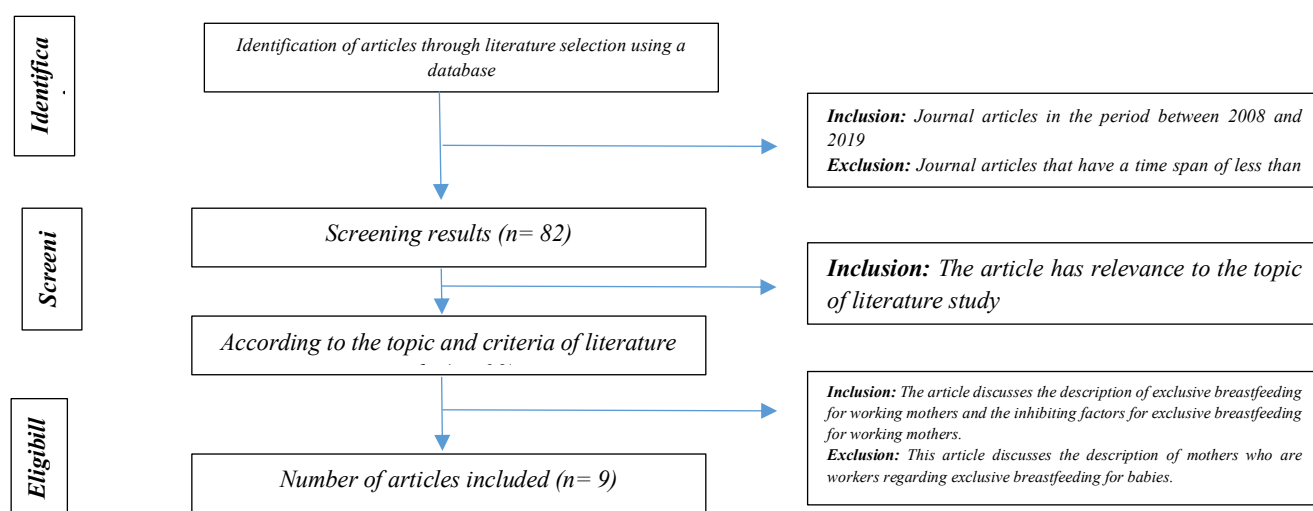 Identifica
Identification of articles through literature selection using a
database
Inclusion: Journal articles in the period between 2008 and
2019
Exclusion: Journal articles that have a time span of less than
Screeni
Screening results (n= 82)
Inclusion: The article has relevance to the topic
of literature study
According to the topic and criteria of literature
Eligibill
Inclusion: The article discusses the description of exclusive breastfeeding
for working mothers and the inhibiting factors for exclusive breastfeeding
for working mothers.
Exclusion: This article discusses the description of mothers who are
workers regarding exclusive breastfeeding for babies.
Number of articles included (n= 9)